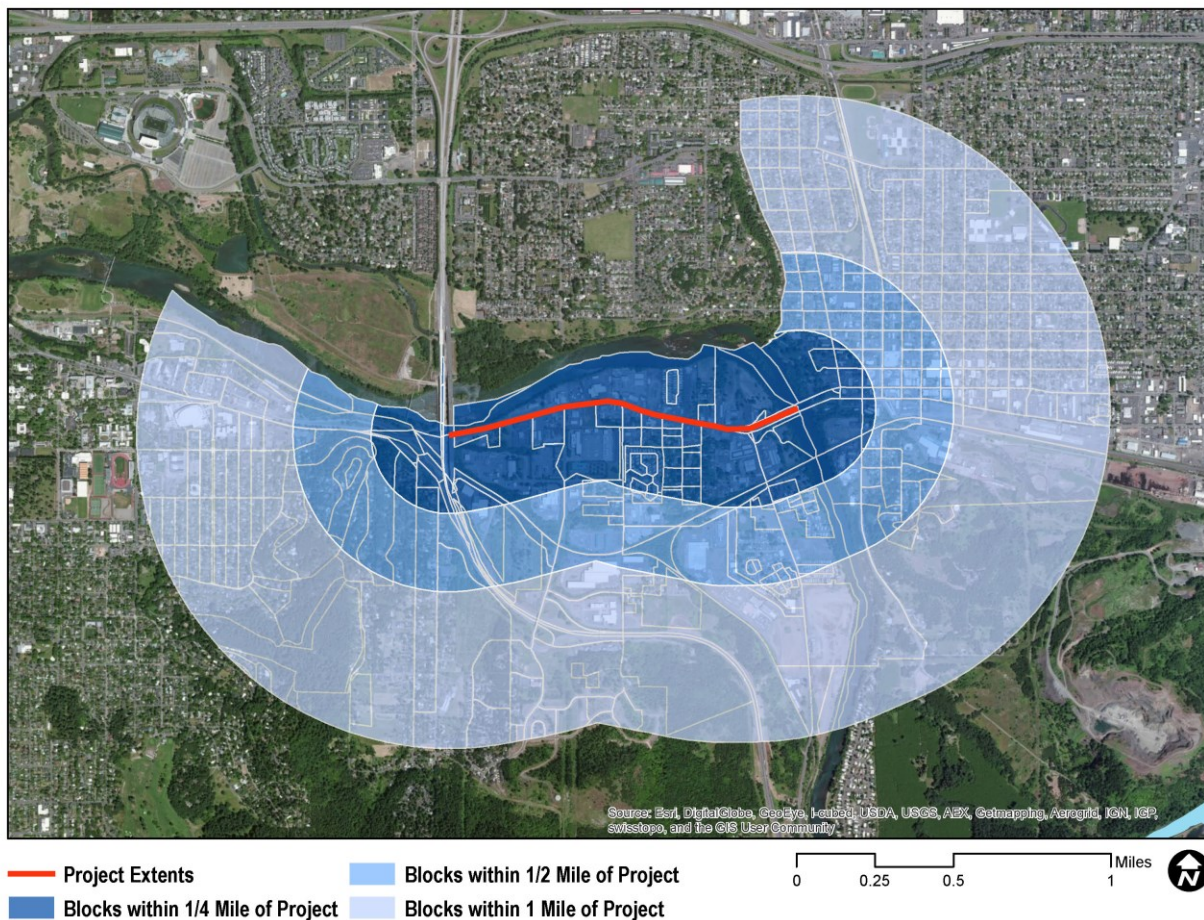 Source: Esri, DigitalGlobe, GeoEye, i-cubed, USDA, USGS, AEX, Getmapping, Aerogrid, IGN, IGP,
swisstopo, and the GIS User Community
Project Extents
Blocks within 1/4 Mile of Project
Blocks within 1/2 Mile of Project
Blocks within 1 Mile of Project
Miles
0 0.25 0.5 1
N